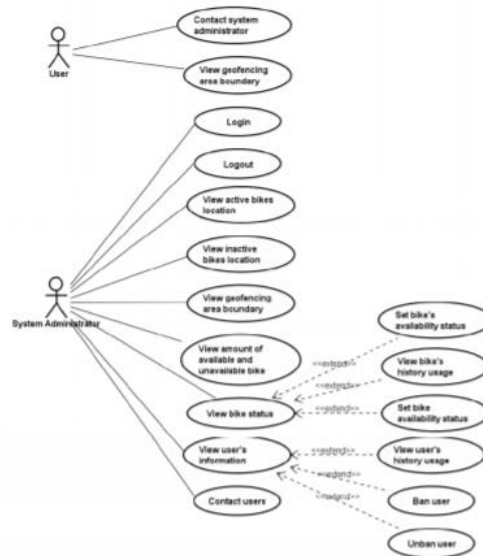 Contact system
administrator
User
View geofencing
area boundary
Login
Logout
View active bikes
location
View inactive
bikes location
System Administrator
View geofencing
area boundary
Set bike's
availability status
View amount of
available and
unavailable bike
<<extend>>
View bike's
history usage
<<extend>>
View bike status
<<extend>>
Set bike
availability status
View user's
information
<<extend>>
View user's
history usage
<<extend>>
Contact users
<<extend>>
Ban user
Unban user